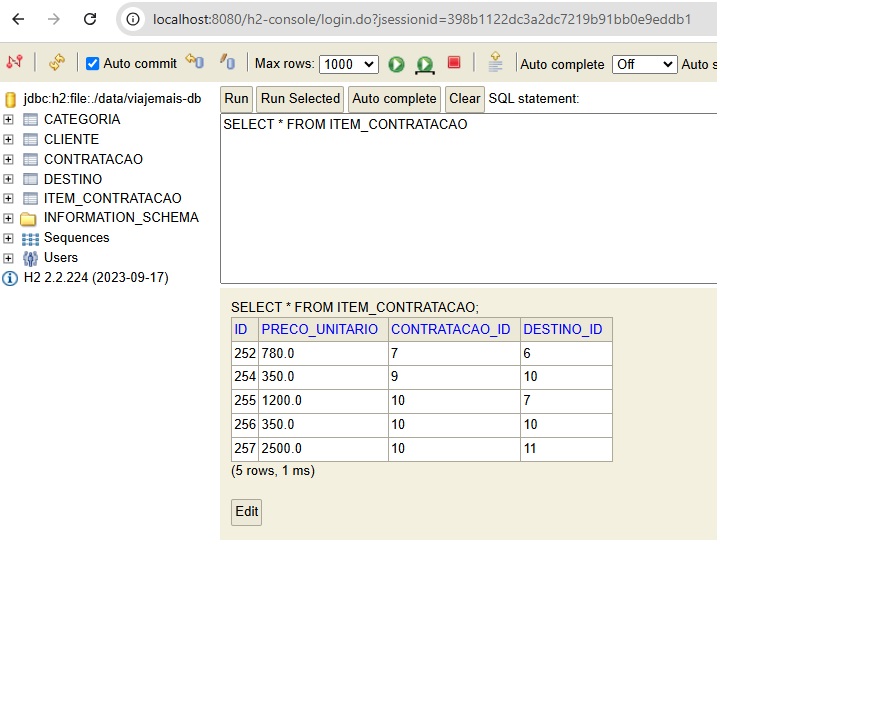 localhost:8080/h2-console/login.do?jsessionid=398b1122dc3a2dc7219b91bb0e9eddb1
Auto commit Max rows: 1000 Auto complete Off Auto s
jdbc:h2:file:./data/viajemais-db
CATEGORIA
CLIENTE
CONTRATACAO
DESTINO
ITEM_CONTRATACAO
INFORMATION_SCHEMA
Sequences
Users
H2 2.2.224 (2023-09-17)
Run Run Selected Auto complete Clear SQL statement:
SELECT * FROM ITEM_CONTRATACAO
SELECT * FROM ITEM_CONTRATACAO;
ID PRECO_UNITARIO CONTRATACAO_ID DESTINO_ID
252 780.0 7 6
254 350.0 9 10
255 1200.0 10 7
256 350.0 10 10
257 2500.0 10 11
(5 rows, 1 ms)
Edit